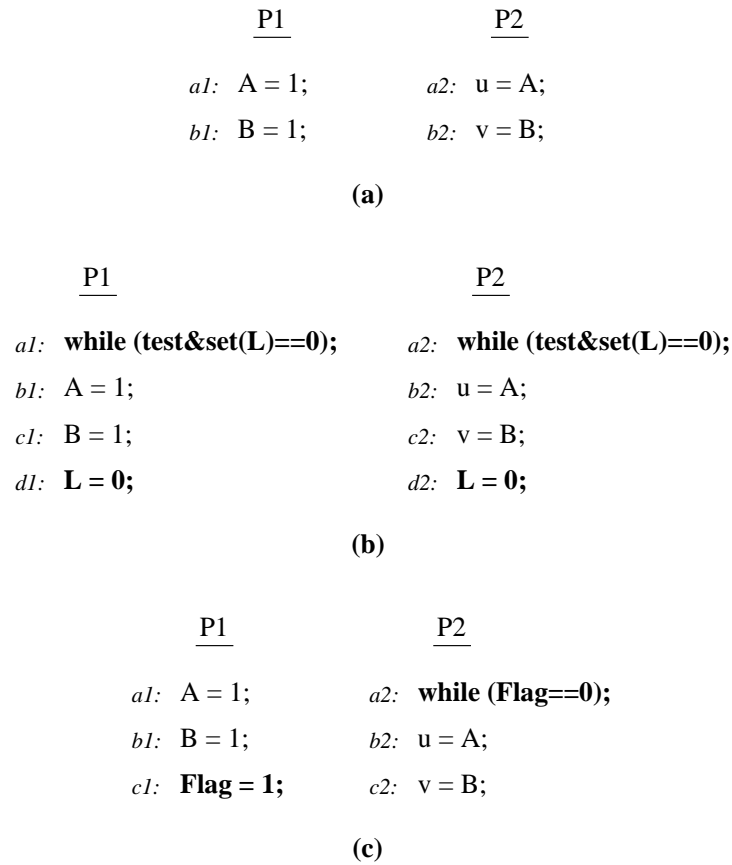 P1 P2
a1: A = 1; a2: u = A;
b1: B = 1; b2: v = B;
(a)
P1 P2
a1: while (test&set(L)==0); a2: while (test&set(L)==0);
b1: A = 1; b2: u = A;
c1: B = 1; c2: v = B;
d1: L = 0; d2: L = 0;
(b)
P1 P2
a1: A = 1; a2: while (Flag==0);
b1: B = 1; b2: u = A;
c1: Flag = 1; c2: v = B;
(c)